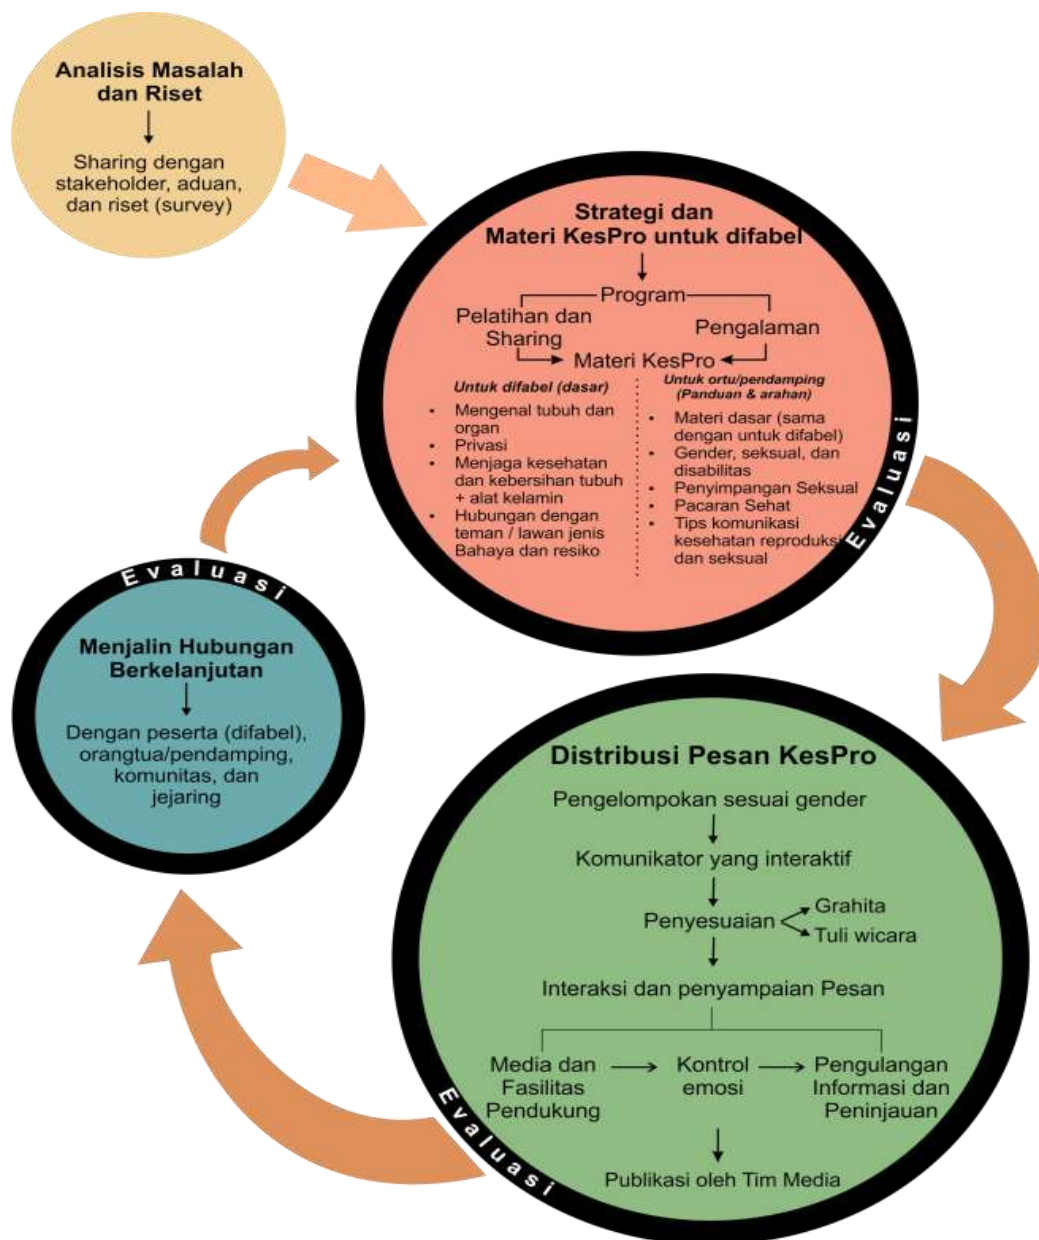 Analisis Masalah
dan Riset
Sharing dengan
stakeholder, aduan,
dan riset (survey)
Strategi dan
Materi KesPro untuk difabel
Program
Pelatihan dan
Sharing
Pengalaman
Materi KesPro
Untuk difabel (dasar)
• Mengenal tubuh dan
organ
• Privasi
• Menjaga kesehatan
dan kebersihan tubuh
+ alat kelamin
• Hubungan dengan
teman / lawan jenis
Bahaya dan resiko
Untuk ortu/pendamping
(Panduan & arahan)
• Materi dasar (sama
dengan untuk difabel)
• Gender, seksual, dan
disabilitas
• Penyimpangan Seksual
• Pacaran Sehat
• Tips komunikasi
kesehatan reproduksi
dan seksual
Evaluasi
Distribusi Pesan KesPro
Pengelompokan sesuai gender
Komunikator yang interaktif
Penyesuaian
Grahita
Tuli wicara
Interaksi dan penyampaian Pesan
Media dan
Fasilitas
Pendukung
Kontrol
emosi
Pengulangan
Informasi dan
Peninjauan
Publikasi oleh Tim Media
Evaluasi
Evaluasi
Menjalin Hubungan
Berkelanjutan
Dengan peserta (difabel),
orangtua/pendamping,
komunitas, dan
jejaring